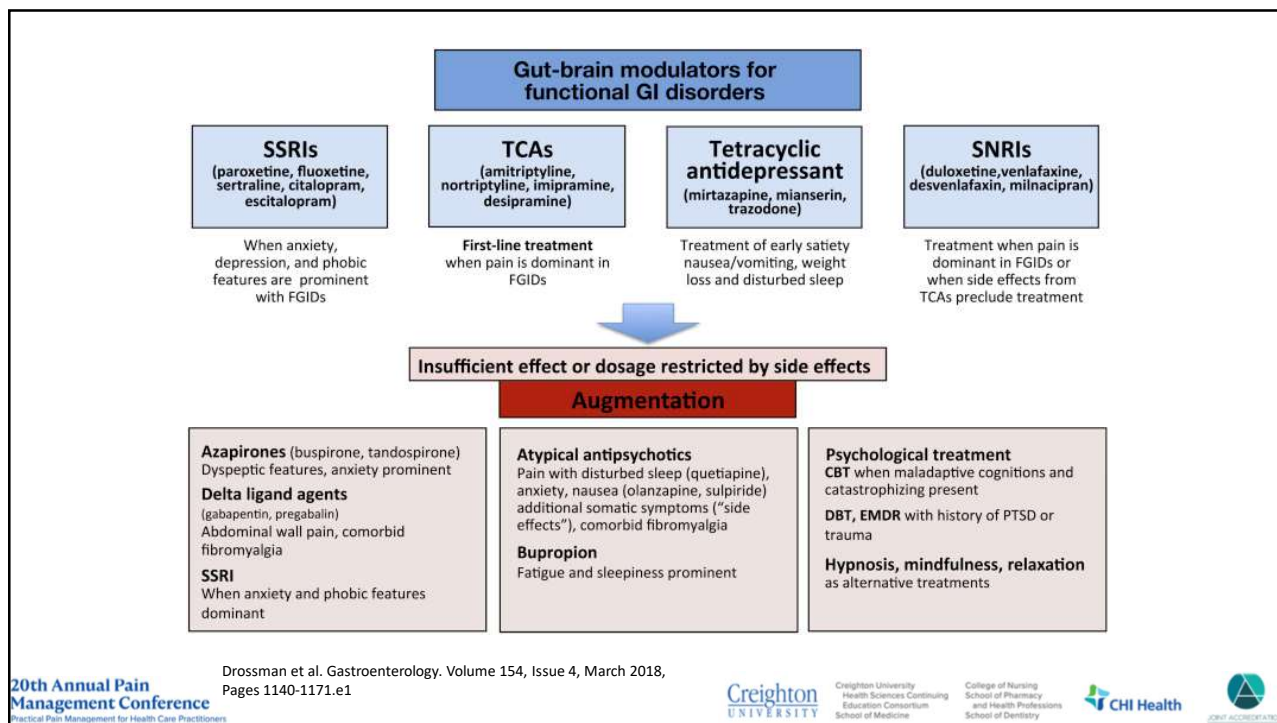 Gut-brain modulators for
functional GI disorders
SSRIs
(paroxetine, fluoxetine,
sertraline, citalopram,
escitalopram)
TCAs
(amitriptyline,
nortriptyline, imipramine,
desipramine)
Tetracyclic
antidepressant
(mirtazapine, mianserin,
trazodone)
SNRIs
(duloxetine,venlafaxine,
desvenlafaxin, milnacipran)
When anxiety,
depression, and phobic
features are prominent
with FGIDs
First-line treatment
when pain is dominant in
FGIDs
Treatment of early satiety
nausea/vomiting, weight
loss and disturbed sleep
Treatment when pain is
dominant in FGIDs or
when side effects from
TCAs preclude treatment
Insufficient effect or dosage restricted by side effects
Augmentation
Azapirones (buspirone, tandospirone)
Dyspeptic features, anxiety prominent
Delta ligand agents
(gabapentin, pregabalin)
Abdominal wall pain, comorbid
fibromyalgia
SSRI
When anxiety and phobic features
dominant
Atypical antipsychotics
Pain with disturbed sleep (quetiapine),
anxiety, nausea (olanzapine, sulpiride)
additional somatic symptoms (“side
effects”), comorbid fibromyalgia
Bupropion
Fatigue and sleepiness prominent
Psychological treatment
CBT when maladaptive cognitions and
catastrophizing present
DBT, EMDR with history of PTSD or
trauma
Hypnosis, mindfulness, relaxation
as alternative treatments
Drossman et al. Gastroenterology. Volume 154, Issue 4, March 2018,
Pages 1140-1171.e1
20th Annual Pain
Management Conference
Practical Pain Management for Health Care Practitioners
Creighton
UNIVERSITY
Creighton University
Health Sciences Continuing
Education Consortium
School of Medicine
College of Nursing
School of Pharmacy
and Health Professions
School of Dentistry
CHI Health
JOINT ACCREDITATIO